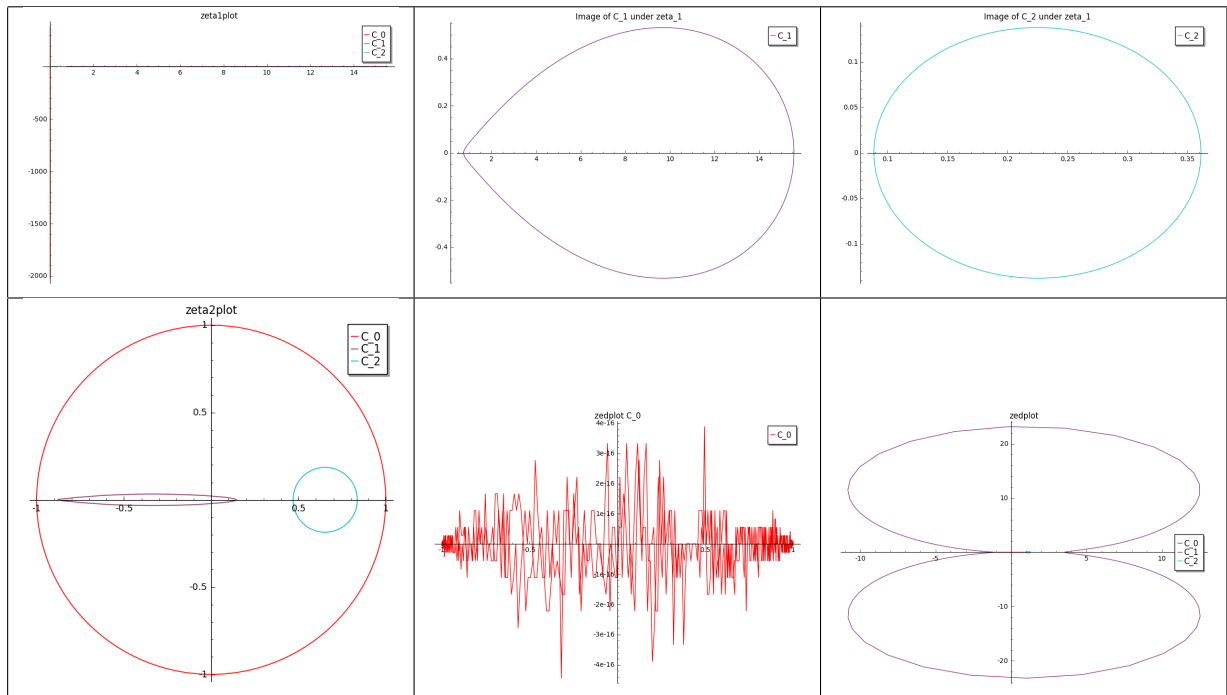 zeta1plot
C_0
C_1
C_2
2
4
6
8
10
12
14
-500
-1000
-1500
-2000
Image of C_1 under zeta_1
C_1
0.4
0.2
0
-0.2
-0.4
2
4
6
8
10
12
14
Image of C_2 under zeta_1
C_2
0.1
0.05
0
-0.05
-0.1
0.1
0.15
0.2
0.25
0.3
0.35
zeta2plot
C_0
C_1
C_2
1
0.5
-1
-0.5
0.5
1
-0.5
-1
zedplot C_0
C_0
4e-16
3e-16
2e-16
1e-16
-1
-0.5
0.5
1
-1e-16
-2e-16
-3e-16
-4e-16
zedplot
C_0
C_1
C_2
20
10
-10
-5
5
10
-10
-20